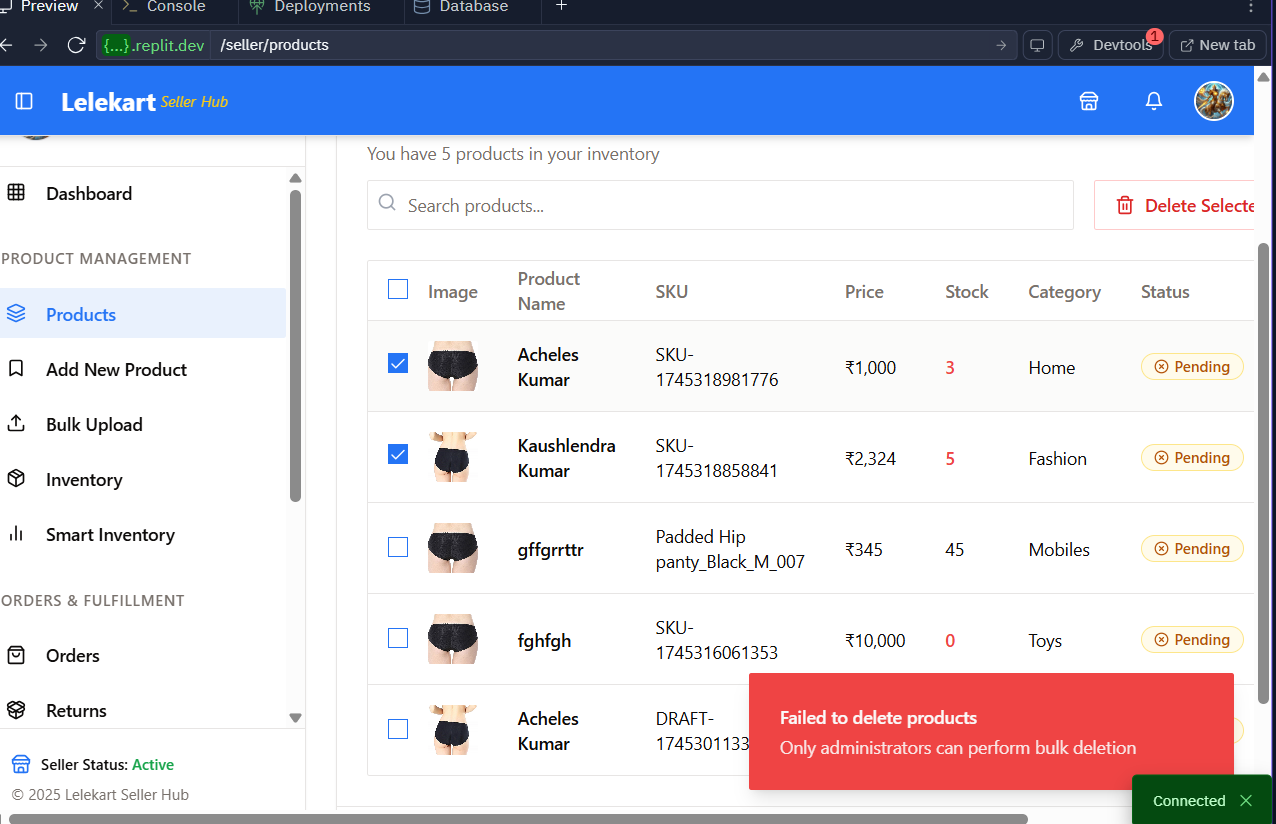 Preview
Console
Deployments
Database
{...}.replit.dev /seller/products
Devtools
1
New tab
Lelekart Seller Hub
You have 5 products in your inventory
Dashboard
PRODUCT MANAGEMENT
Products
Add New Product
Bulk Upload
Inventory
Smart Inventory
ORDERS & FULFILLMENT
Orders
Returns
Seller Status: Active
© 2025 Lelekart Seller Hub
Search products...
Delete Selecte
Image
Product
Name
SKU
Price
Stock
Category
Status
Acheles
Kumar
SKU-
1745318981776
₹1,000
3
Home
Pending
Kaushlendra
Kumar
SKU-
1745318858841
₹2,324
5
Fashion
Pending
gffgrrttr
Padded Hip
panty_Black_M_007
₹345
45
Mobiles
Pending
fghfgh
SKU-
1745316061353
₹10,000
0
Toys
Pending
Acheles
Kumar
DRAFT-
1745301133
Failed to delete products
Only administrators can perform bulk deletion
Connected